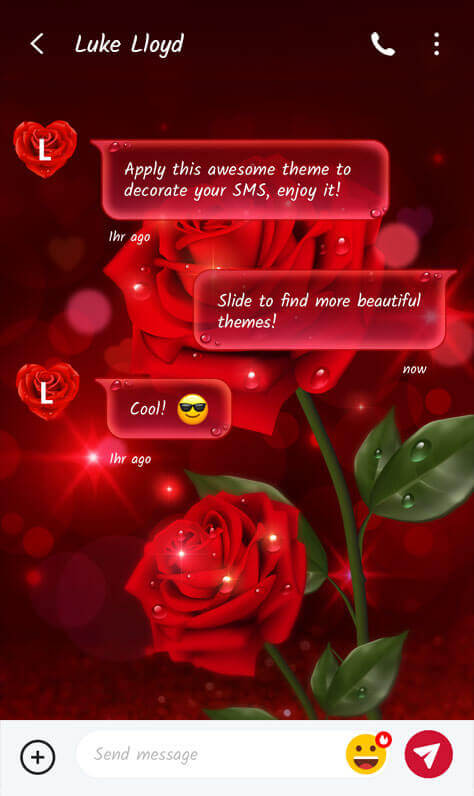 Luke Lloyd
L
Apply this awesome theme to
decorate your SMS, enjoy it!
1hr ago
Slide to find more beautiful
themes!
now
L
Cool! 😎
1hr ago
Send message